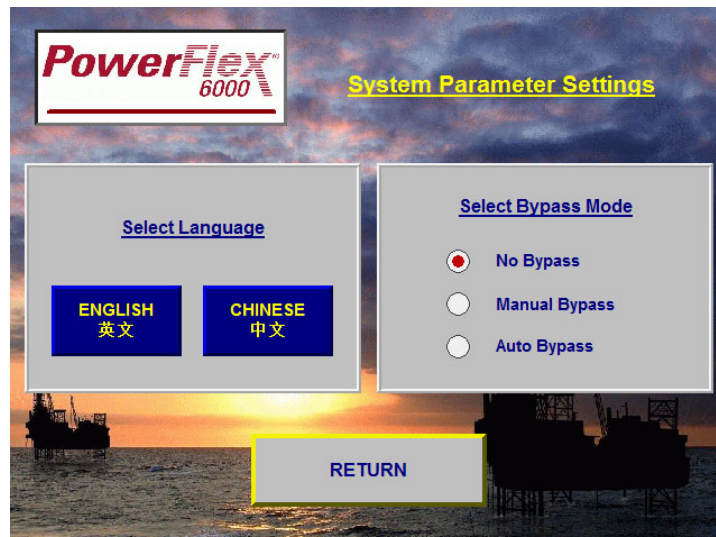 PowerFlex®
6000
System Parameter Settings
Select Language
ENGLISH
英文
CHINESE
中文
Select Bypass Mode
No Bypass
Manual Bypass
Auto Bypass
RETURN